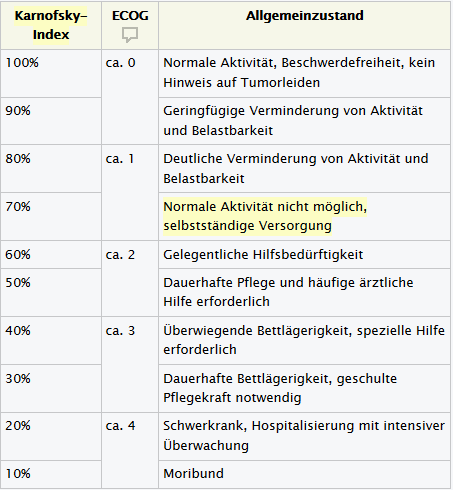 Karnofsky-
Index
ECOG
Allgemeinzustand
100%
ca. 0
Normale Aktivität, Beschwerdefreiheit, kein
Hinweis auf Tumorleiden
90%
Geringfügige Verminderung von Aktivität
und Belastbarkeit
80%
ca. 1
Deutliche Verminderung von Aktivität und
Belastbarkeit
70%
Normale Aktivität nicht möglich,
selbstständige Versorgung
60%
ca. 2
Gelegentliche Hilfsbedürftigkeit
50%
Dauerhafte Pflege und häufige ärztliche
Hilfe erforderlich
40%
ca. 3
Überwiegende Bettlägerigkeit, spezielle Hilfe
erforderlich
30%
Dauerhafte Bettlägerigkeit, geschulte
Pflegekraft notwendig
20%
ca. 4
Schwerkrank, Hospitalisierung mit intensiver
Überwachung
10%
Moribund